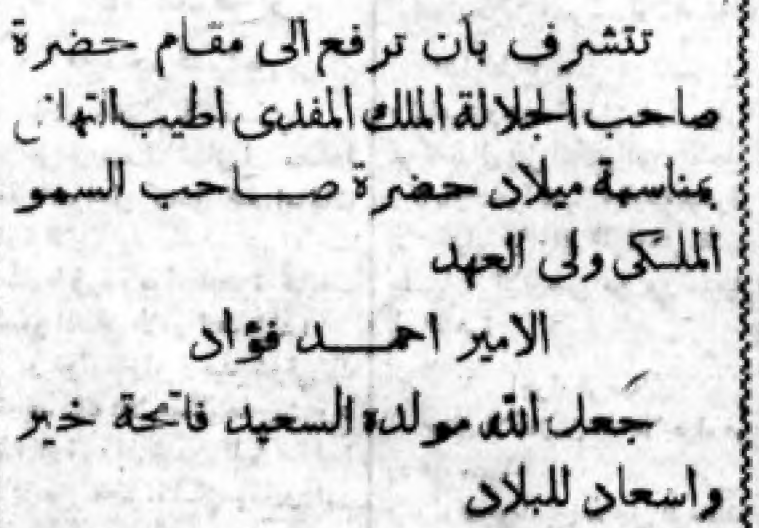 تتشرف بان ترفع الى مقام حضرة
صاحب الجلالة الملك المفدى اطيب التهانى
بمناسبة ميلاد حضرة صاحب السمو
الملكى ولى العهد
الامير احمد فؤاد
جعل الله مولده السعيد فاتحة خير
واسعاد للبلاد